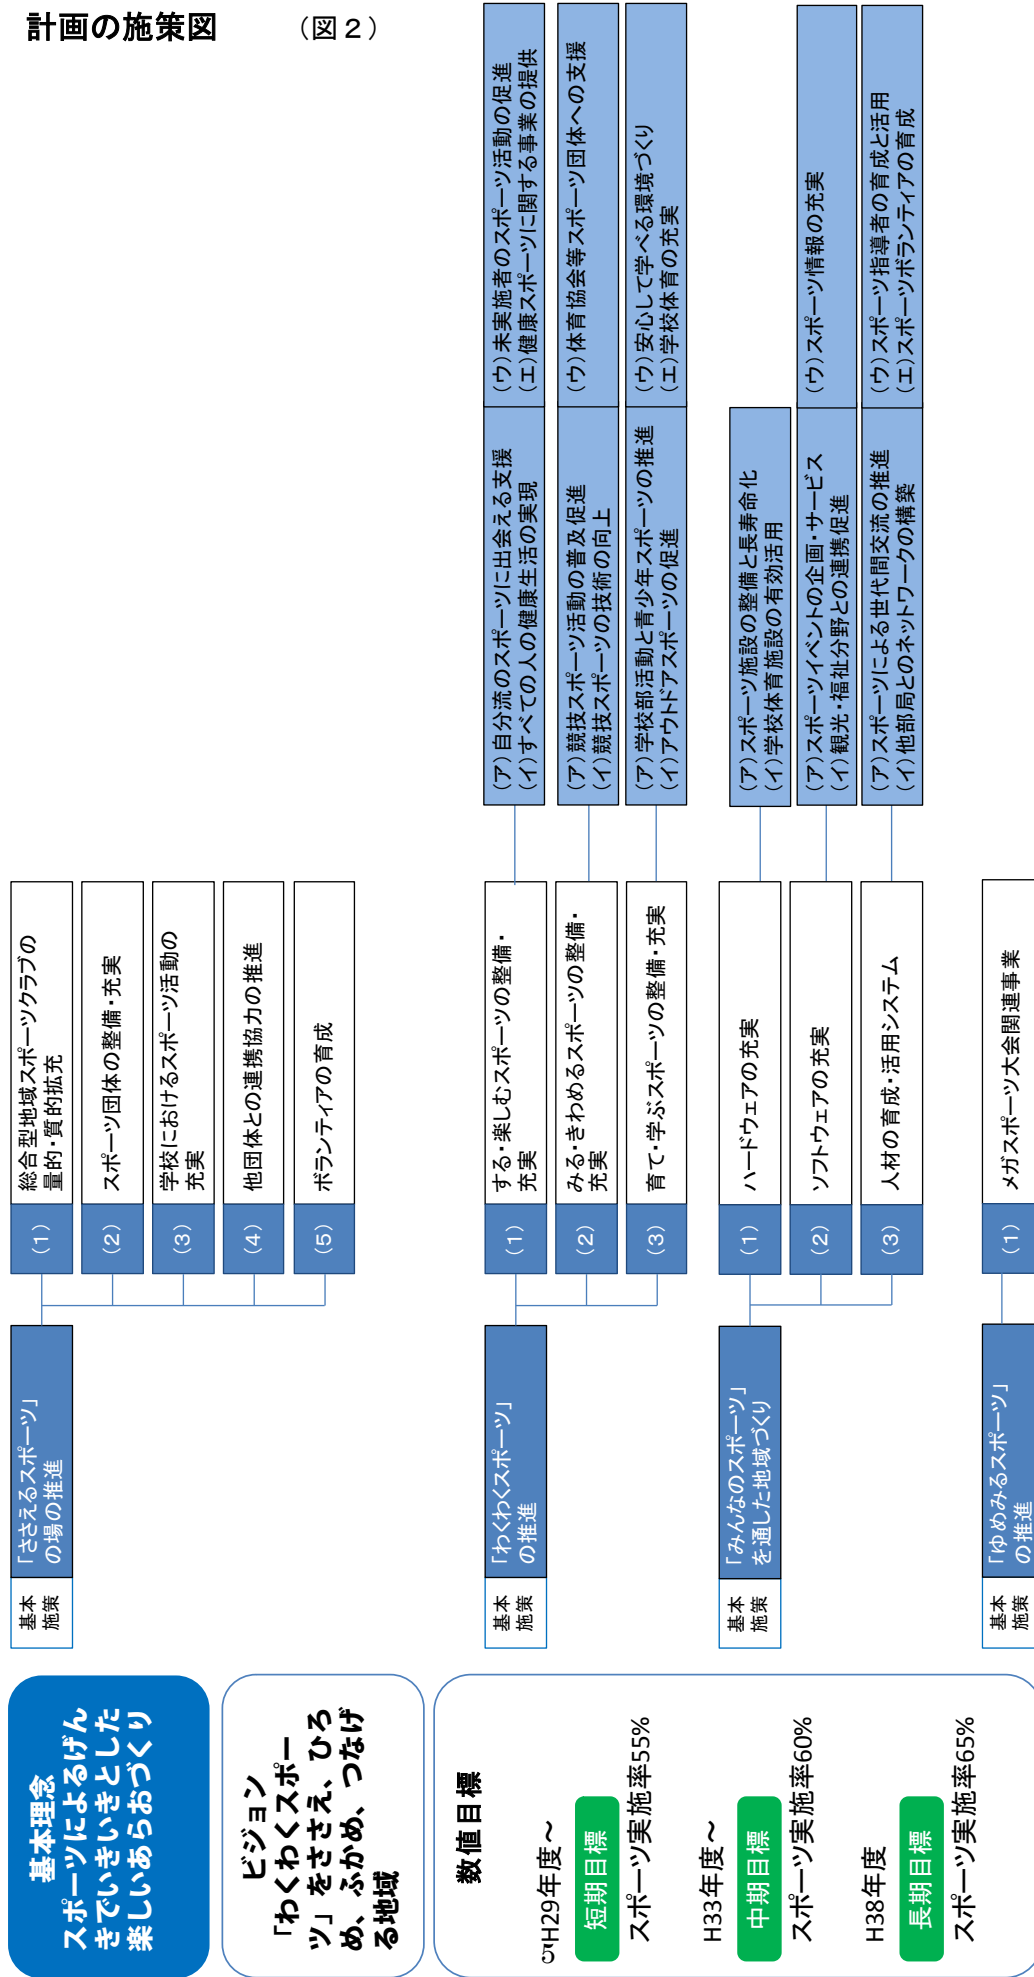 計画の施策図　（図２）
基本理念
スポーツによるげん
きでいきいきとした
楽しいあらおづくり
ビジョン
「わくわくスポー
ツ」をささえ、ひろ
め、ふかめ、つなげ
る地域
数値目標
H29年度～
短期目標
スポーツ実施率55%
H33年度～
中期目標
スポーツ実施率60%
H38年度
長期目標
スポーツ実施率65%
基本
施策
「ささえるスポーツ」
の場の推進
（1）
総合型地域スポーツクラブの
量的・質的拡充
（2）
スポーツ団体の整備・充実
（3）
学校におけるスポーツ活動の
充実
（4）
他団体との連携協力の推進
（5）
ボランティアの育成
基本
施策
「わくわくスポーツ」
の推進
（1）
する・楽しむスポーツの整備・
充実
（ア）自分流のスポーツに出会える支援
（イ）すべての人の健康生活の実現
（ウ）未実施者のスポーツ活動の促進
（エ）健康スポーツに関する事業の提供
（2）
みる・きわめるスポーツの整備・
充実
（ア）競技スポーツ活動の普及促進
（イ）競技スポーツの技術の向上
（ウ）体育協会等スポーツ団体への支援
（3）
育て・学ぶスポーツの整備・充実
（ア）学校部活動と青少年スポーツの推進
（イ）アウトドアスポーツの促進
（ウ）安心して学べる環境づくり
（エ）学校体育の充実
基本
施策
「みんなのスポーツ」
を通した地域づくり
（1）
ハードウェアの充実
（ア）スポーツ施設の整備と長寿命化
（イ）学校体育施設の有効活用
（2）
ソフトウェアの充実
（ア）スポーツイベントの企画・サービス
（イ）観光・福祉分野との連携促進
（ウ）スポーツ情報の充実
（3）
人材の育成・活用システム
（ア）スポーツによる世代間交流の推進
（イ）他部局とのネットワークの構築
（ウ）スポーツ指導者の育成と活用
（エ）スポーツボランティアの育成
基本
施策
「ゆめみるスポーツ」
の推進
（1）
メガスポーツ大会関連事業